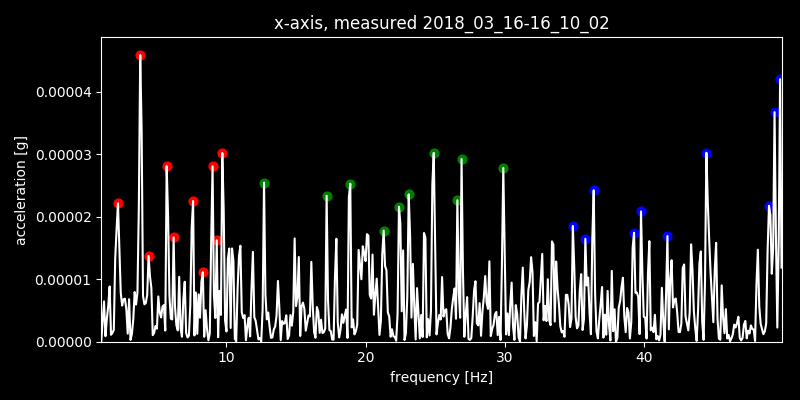 x-axis, measured 2018_03_16-16_10_02
0.00004
0.00003
0.00002
0.00001
0.00000
acceleration [g]
10 20 30 40
frequency [Hz]